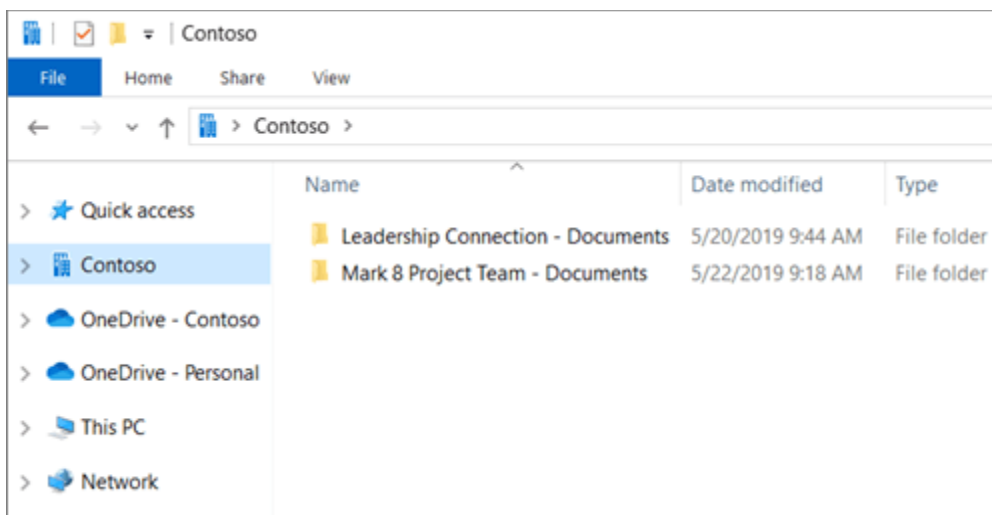 Contoso
File Home Share View
Contoso
Name Date modified Type
Quick access
Leadership Connection - Documents 5/20/2019 9:44 AM File folder
Contoso
Mark 8 Project Team - Documents 5/22/2019 9:18 AM File folder
OneDrive - Contoso
OneDrive - Personal
This PC
Network